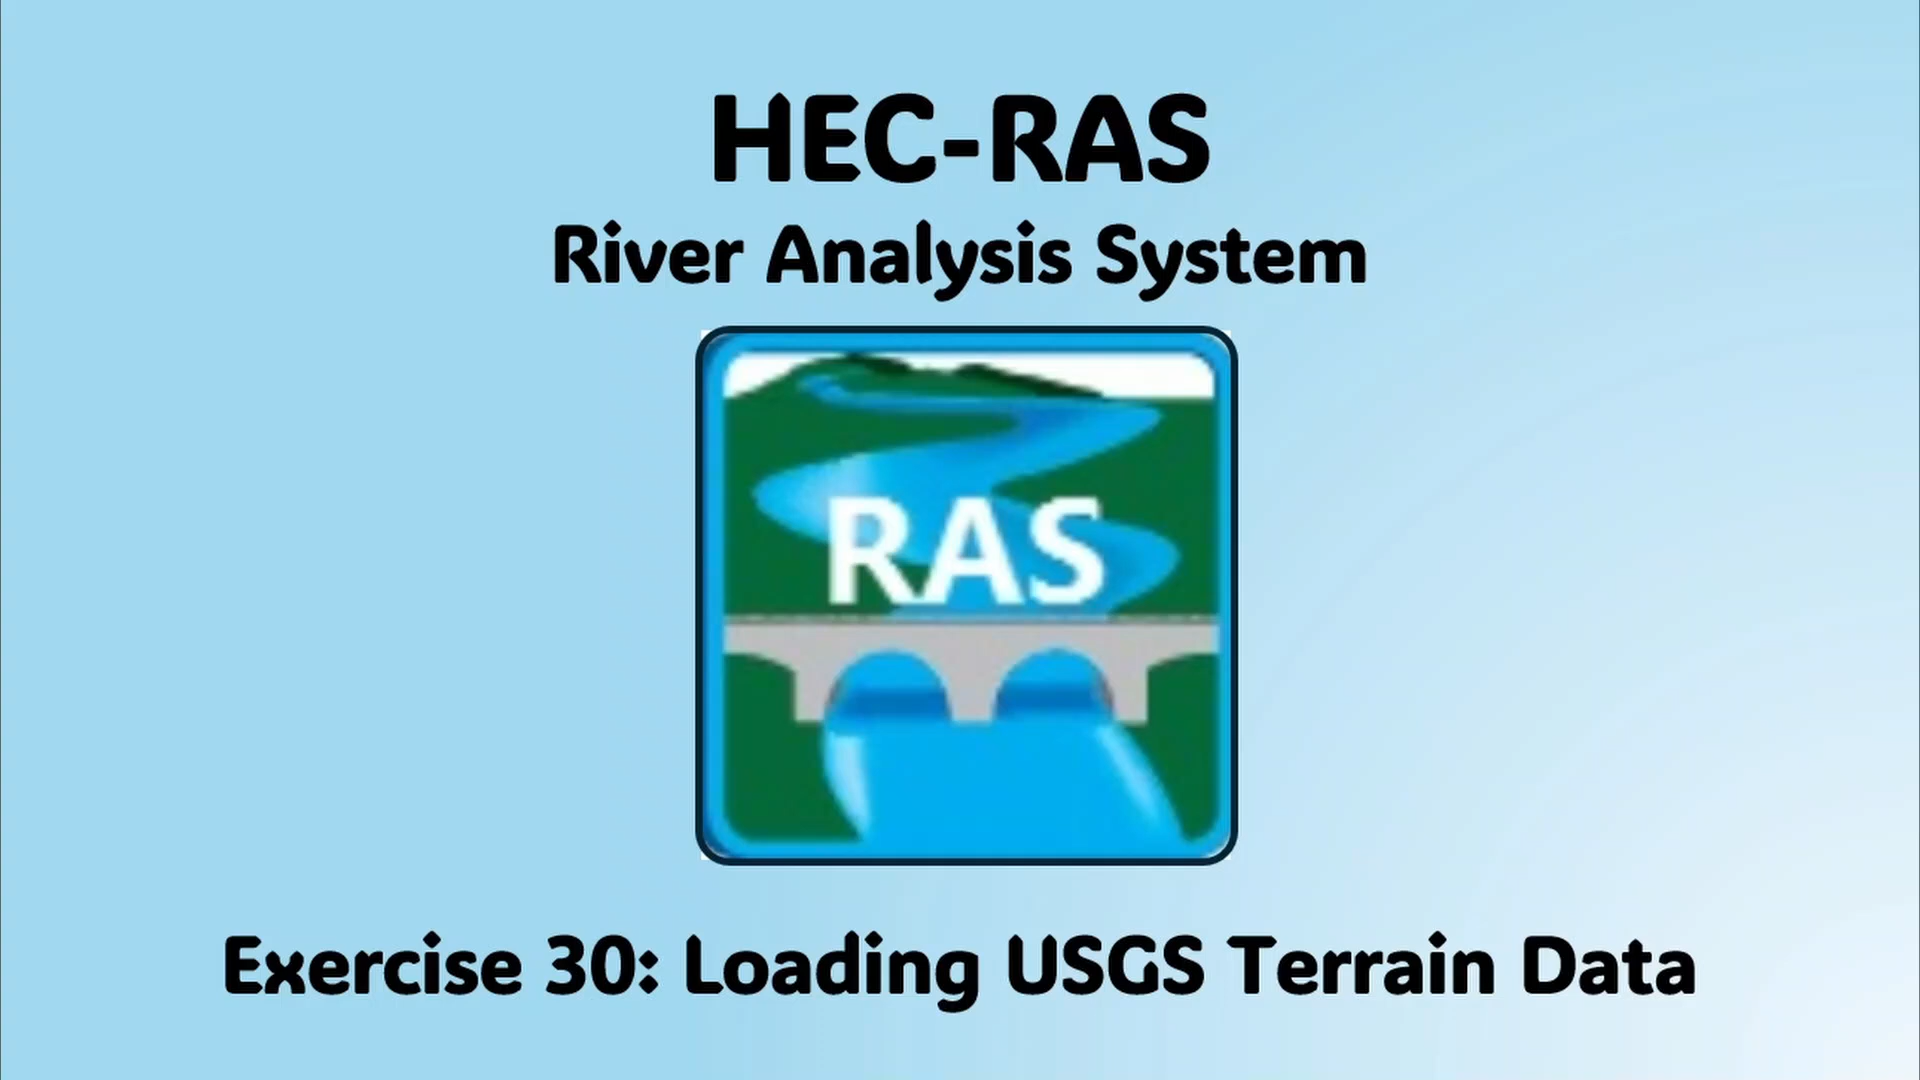 HEC-RAS
River Analysis System
RAS
Exercise 30: Loading USGS Terrain Data